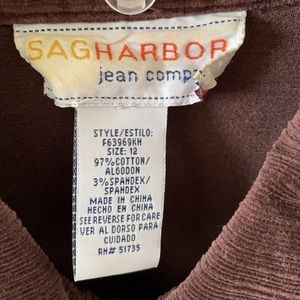 SAGHARBOR
jean comp
STYLE/ESTILO:
F63969KH
SIZE: 12
97% COTTON/
ALGODON
3% SPANDEX/
SPANDEX
MADE IN CHINA
HECHO EN CHINA
SEE REVERSE FOR CARE
VER AL DORSO PARA
CUIDADO
RN# 51735